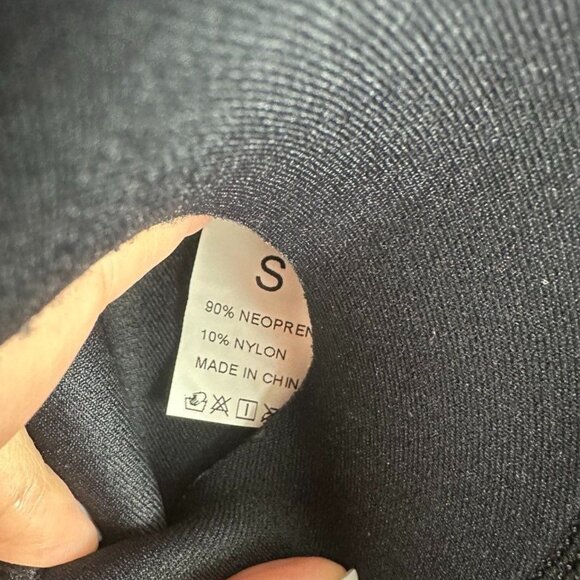 S
90% NEOPREN
10% NYLON
MADE IN CHIN